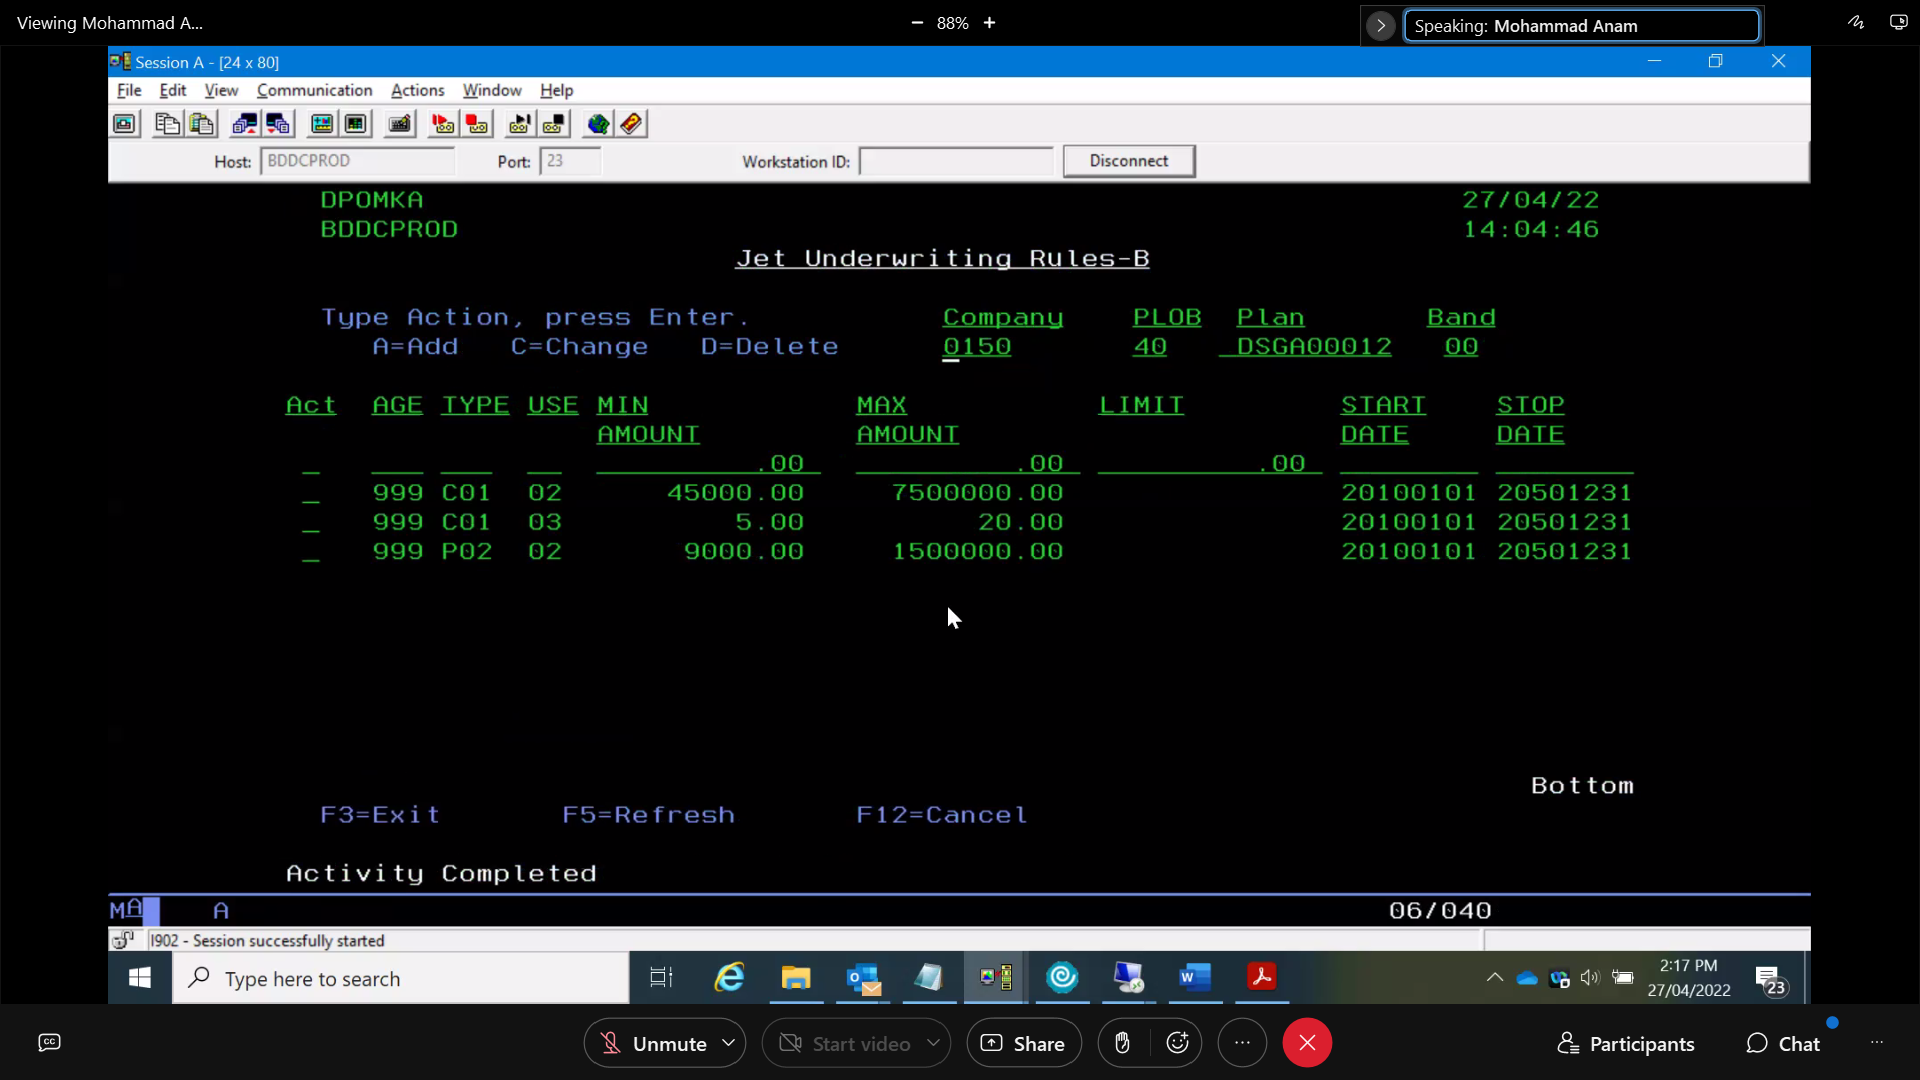 Viewing Mohammad A...
88%
Speaking: Mohammad Anam
Session A - [24 x 80]
File Edit View Communication Actions Window Help
Host: BDDCPROD Port: 23 Workstation ID: Disconnect
DPOMKA 27/04/22
BDDCPROD 14:04:46
Jet Underwriting Rules-B
Type Action, press Enter. Company PLOB Plan Band
A=Add C=Change D=Delete 0150 40 _DSGA00012 00
Act AGE TYPE USE MIN MAX LIMIT START STOP
AMOUNT AMOUNT DATE DATE
_ ___ ___ __ .00 .00 .00
_ 999 C01 02 45000.00 7500000.00 20100101 20501231
_ 999 C01 03 5.00 20.00 20100101 20501231
_ 999 P02 02 9000.00 1500000.00 20100101 20501231
Bottom
F3=Exit F5=Refresh F12=Cancel
Activity Completed
MA A 06/040
I902 - Session successfully started
Type here to search
2:17 PM
27/04/2022
23
CC Unmute Start video Share Participants Chat